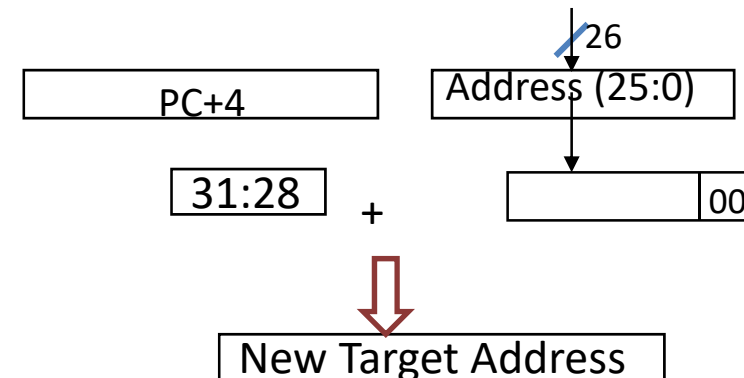 26
PC+4
Address (25:0)
31:28
+
00
New Target Address